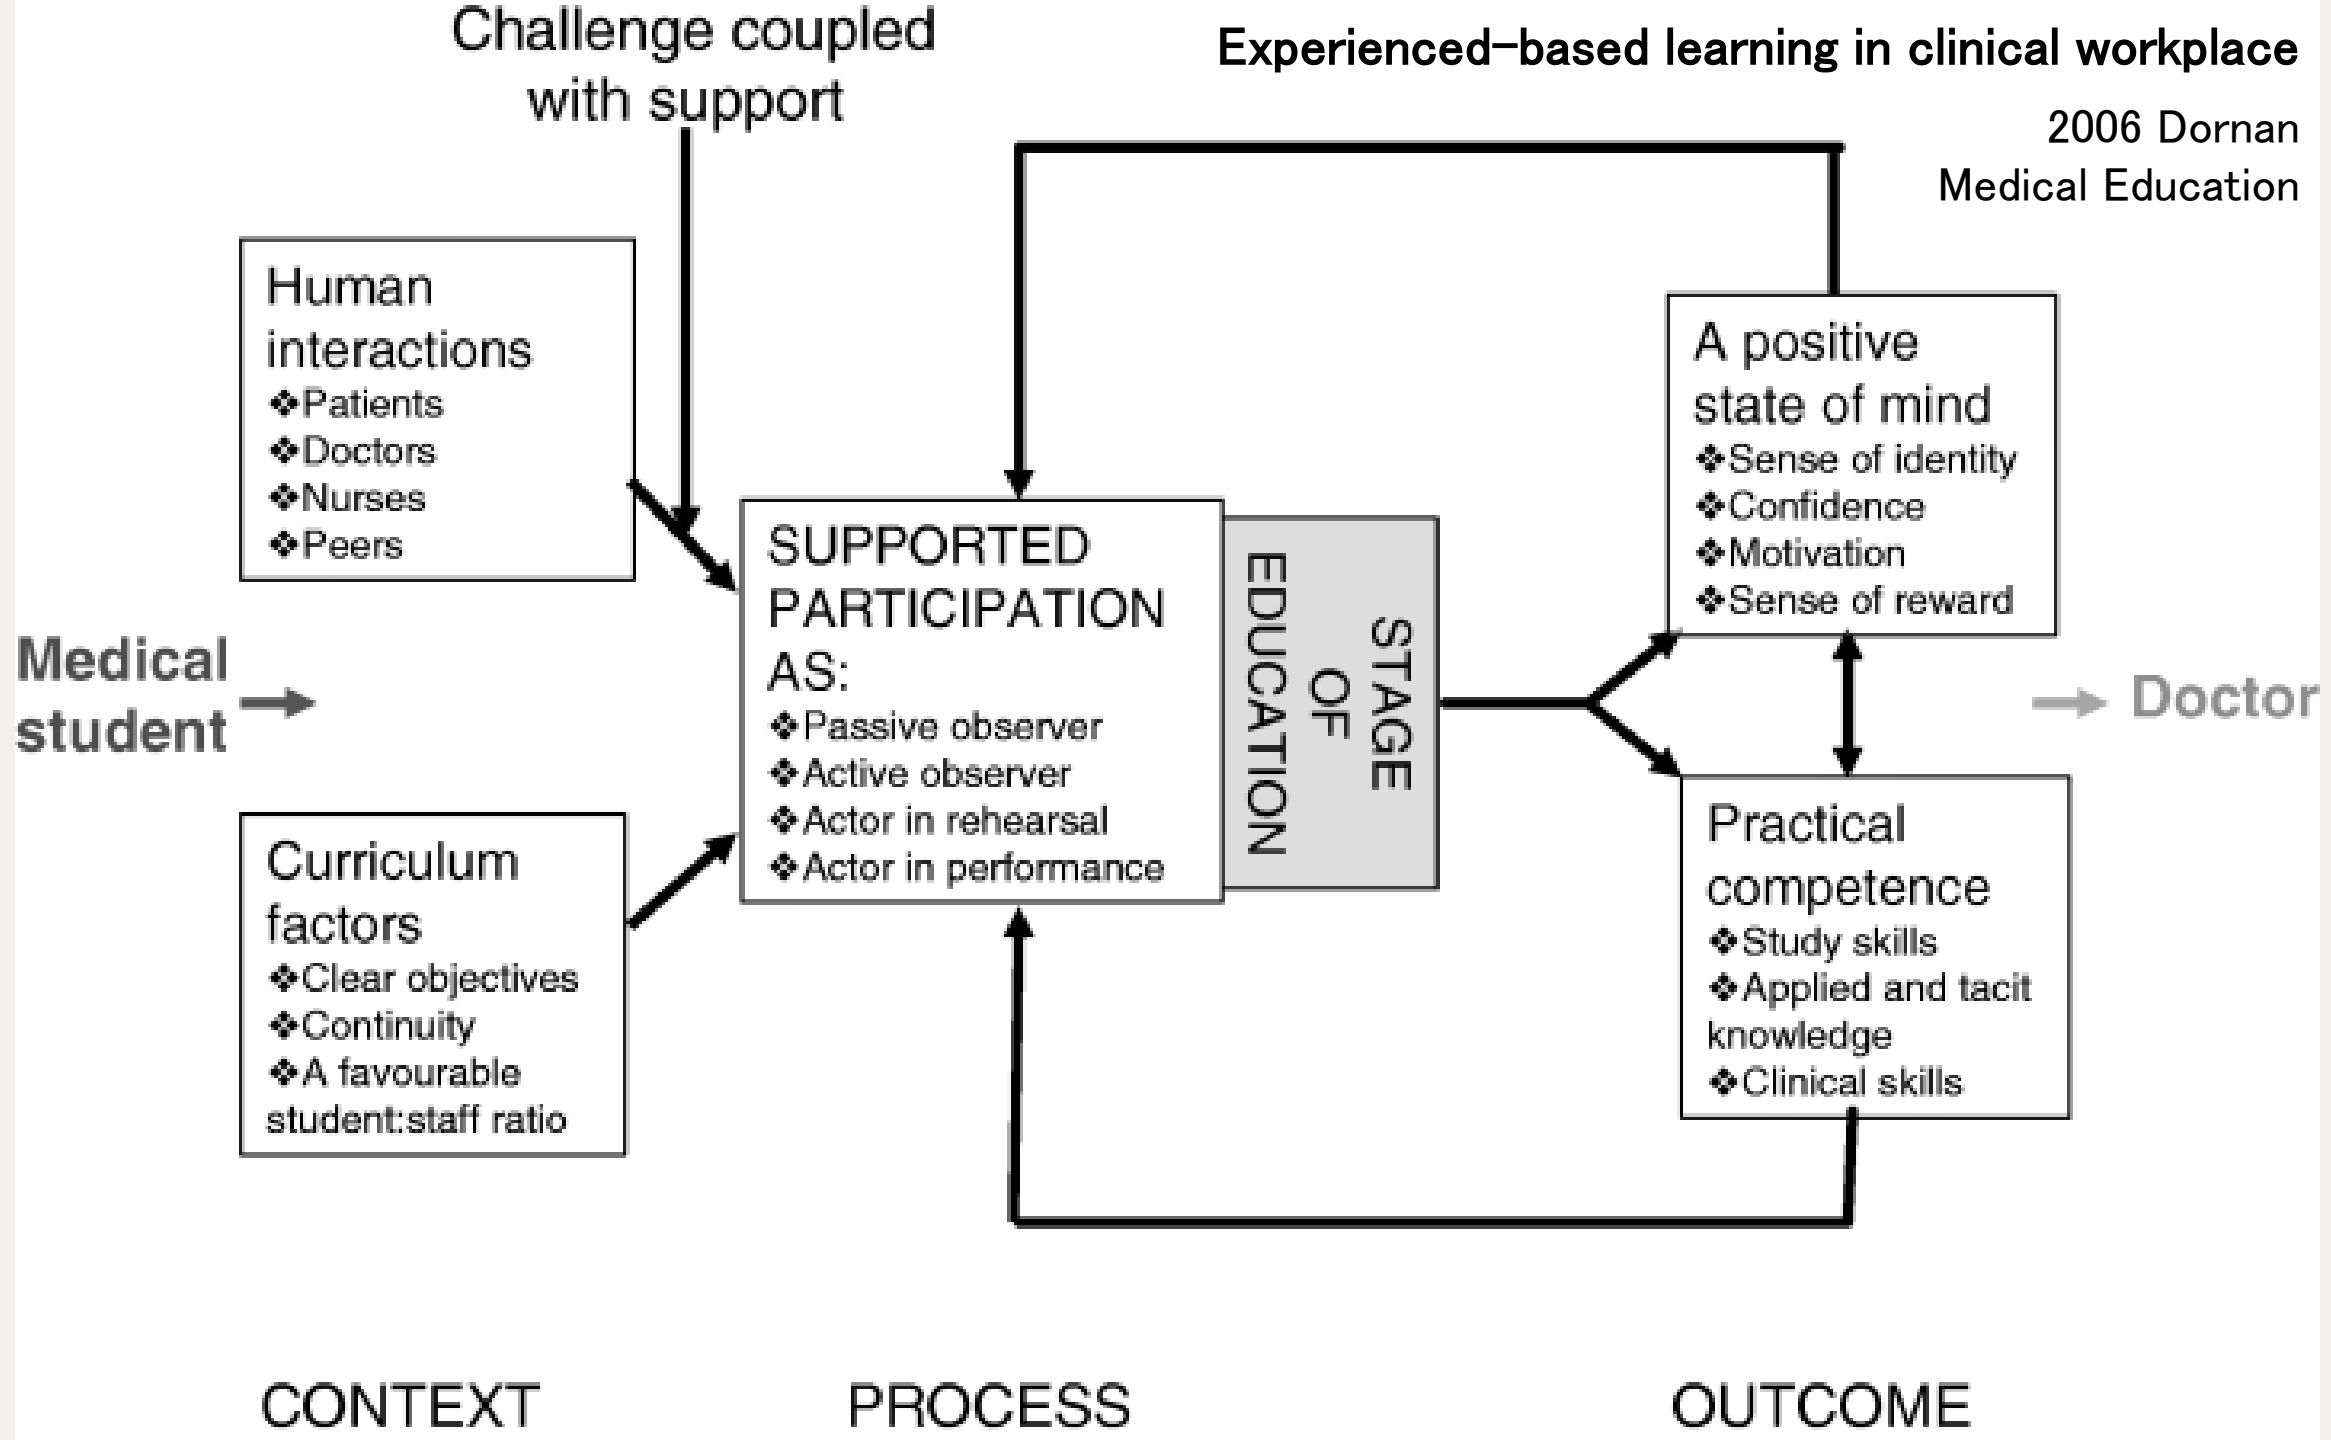 Challenge coupled
with support
Experienced-based learning in clinical workplace
2006 Dornan
Medical Education
Human
interactions
❖Patients
❖Doctors
❖Nurses
❖Peers
Medical
student
Curriculum
factors
❖Clear objectives
❖Continuity
❖A favourable
student:staff ratio
SUPPORTED
PARTICIPATION
AS:
❖Passive observer
❖Active observer
❖Actor in rehearsal
❖Actor in performance
STAGE
OF
EDUCATION
A positive
state of mind
❖Sense of identity
❖Confidence
❖Motivation
❖Sense of reward
Doctor
Practical
competence
❖Study skills
❖Applied and tacit
knowledge
❖Clinical skills
CONTEXT
PROCESS
OUTCOME